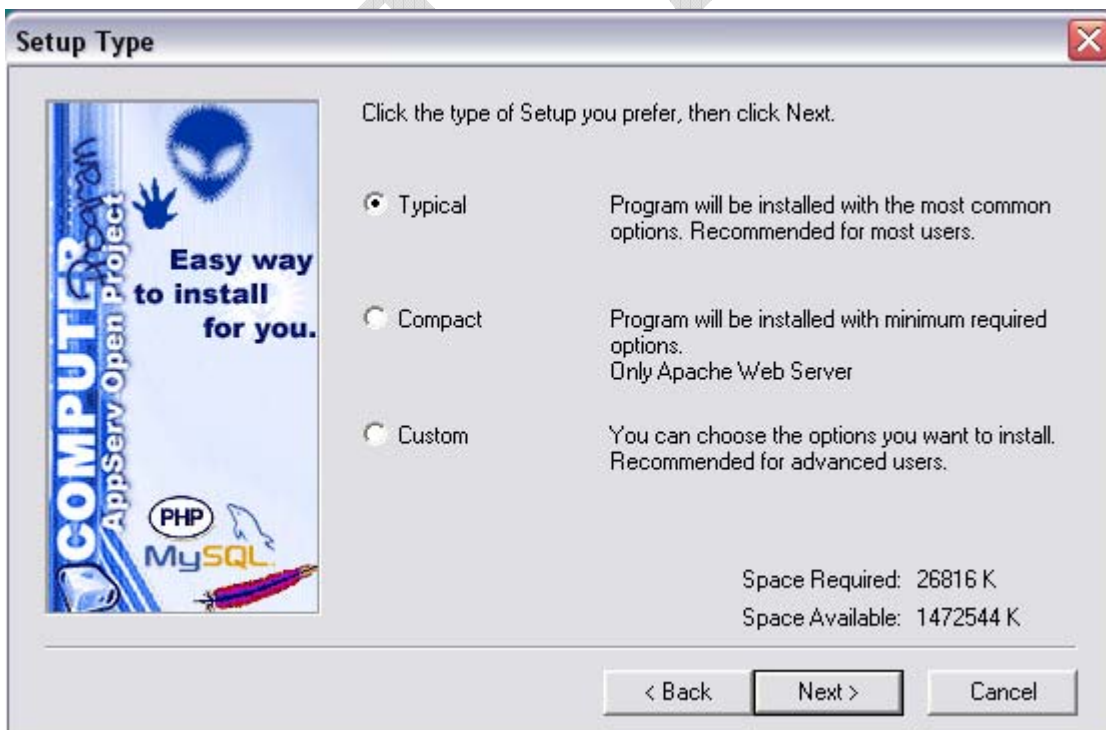 Setup Type
COMPUTER
Program
AppServ Open Project
Easy way
to install
for you.
PHP
MySQL
Click the type of Setup you prefer, then click Next.
Typical
Program will be installed with the most common
options. Recommended for most users.
Compact
Program will be installed with minimum required
options.
Only Apache Web Server
Custom
You can choose the options you want to install.
Recommended for advanced users.
Space Required: 26816 K
Space Available: 1472544 K
< Back
Next >
Cancel